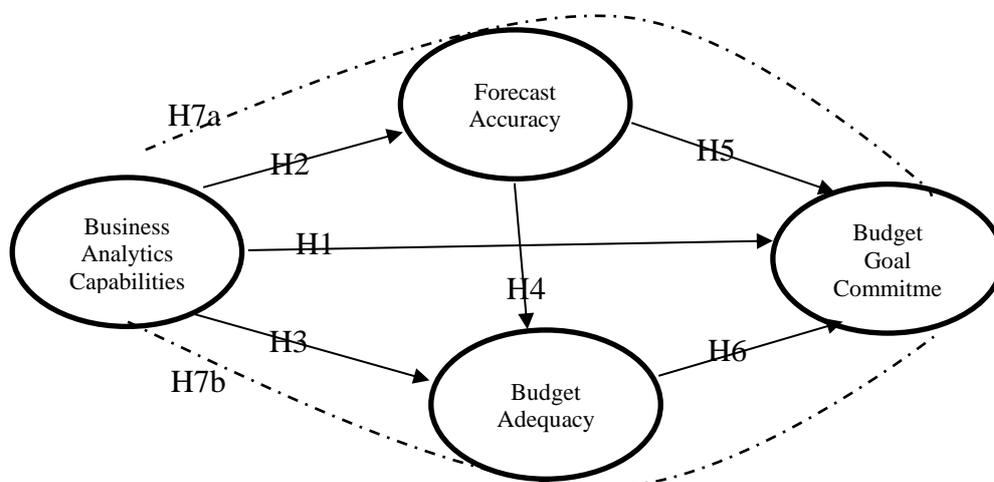 Forecast
Accuracy
H7a
H2
H5
Business
Analytics
Capabilities
H1
Budget
Goal
Commitme
H4
H3
H6
H7b
Budget
Adequacy